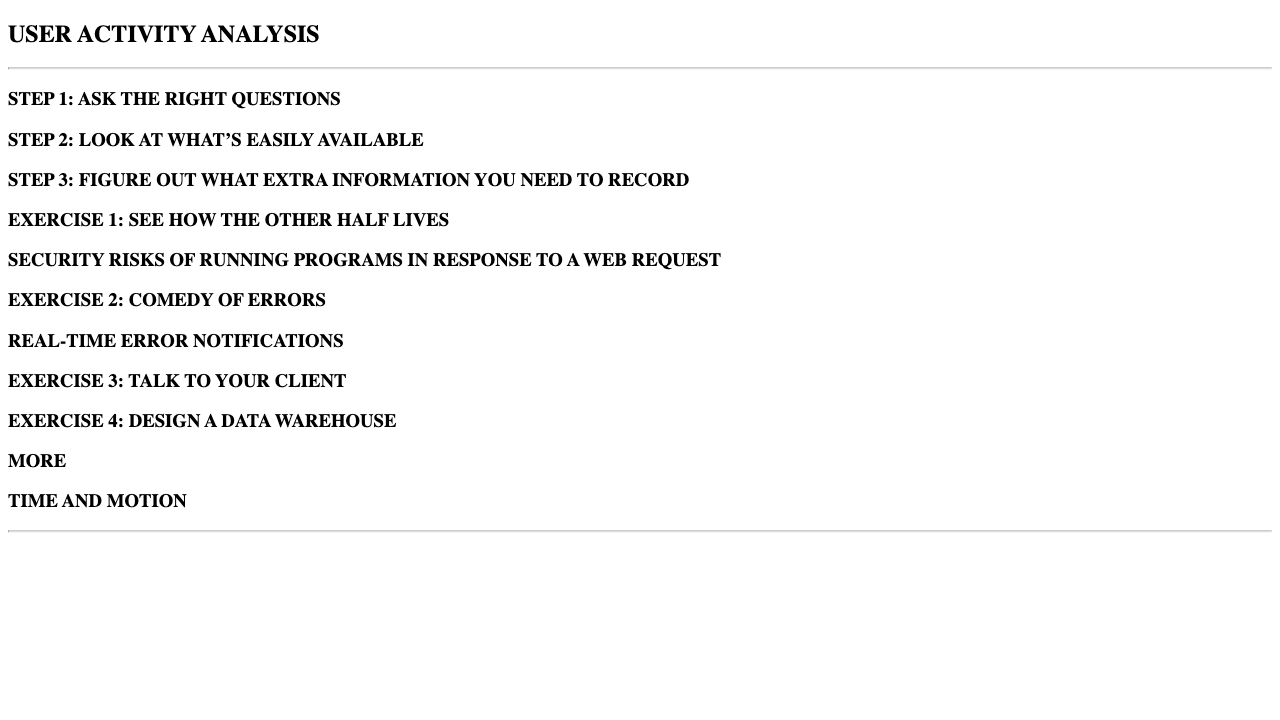 USER ACTIVITY ANALYSIS
STEP 1: ASK THE RIGHT QUESTIONS
STEP 2: LOOK AT WHAT’S EASILY AVAILABLE
STEP 3: FIGURE OUT WHAT EXTRA INFORMATION YOU NEED TO RECORD
EXERCISE 1: SEE HOW THE OTHER HALF LIVES
SECURITY RISKS OF RUNNING PROGRAMS IN RESPONSE TO A WEB REQUEST
EXERCISE 2: COMEDY OF ERRORS
REAL-TIME ERROR NOTIFICATIONS
EXERCISE 3: TALK TO YOUR CLIENT
EXERCISE 4: DESIGN A DATA WAREHOUSE
MORE
TIME AND MOTION